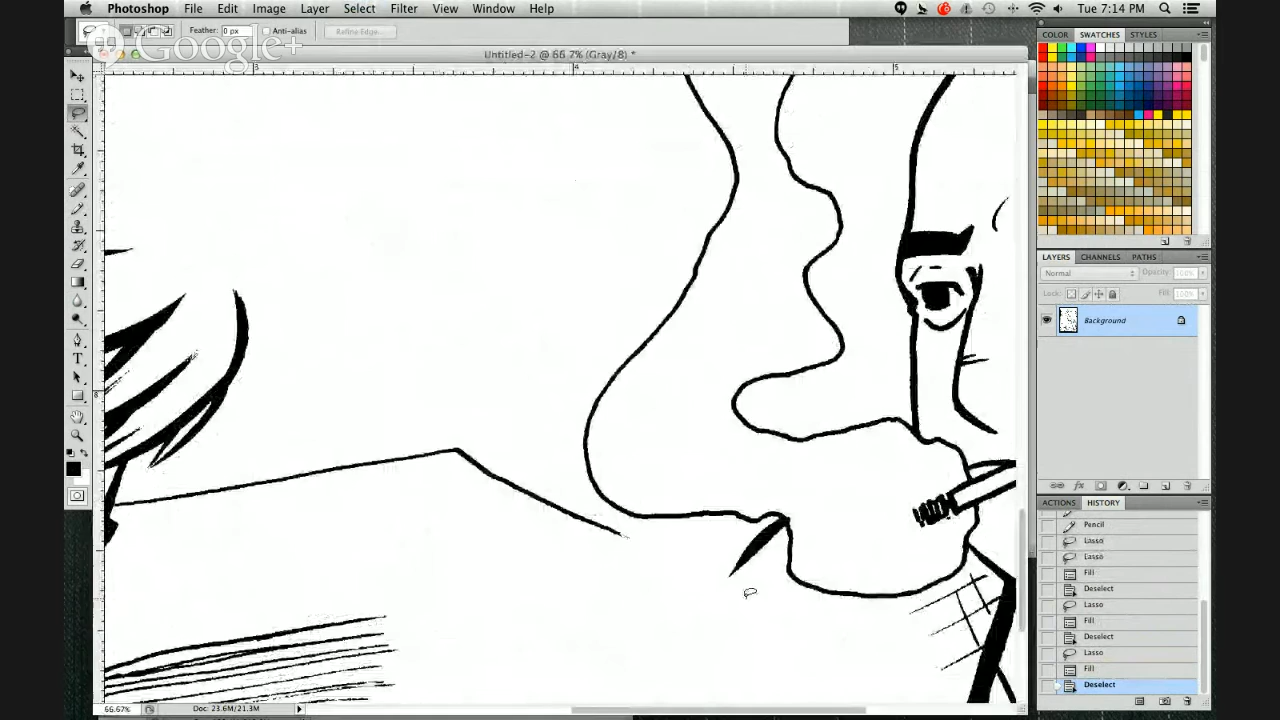 Photoshop File Edit Image Layer Select Filter View Window Help Tue 7:14 PM
Feather: 0 px Anti-alias Refine Edge...
Google+
Untitled-2 @ 66.7% (Gray/8) *
3 4 5
COLOR SWATCHES STYLES
LAYERS CHANNELS PATHS
Normal Opacity: 100%
Lock: Fill: 100%
Background
ACTIONS HISTORY
Pencil
Lasso
Lasso
Fill
Deselect
Lasso
Fill
Deselect
Lasso
Fill
Deselect
66.67% Doc: 23.6M/21.3M